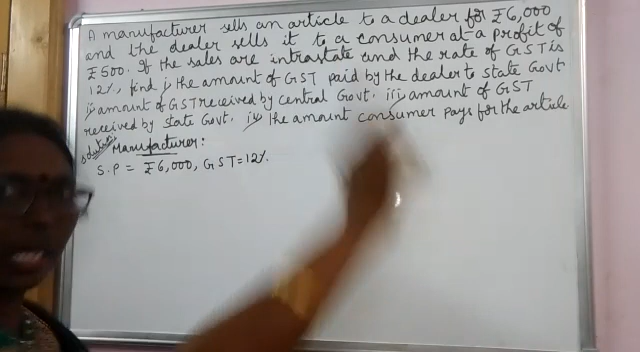 A manufacturer sells an article to a dealer for ₹6,000
and the dealer sells it to a consumer at a profit of
₹500. If the sales are intrastate and the rate of GST is
12%, find i, the amount of GST paid by the dealer to State Govt
ii, amount of GST received by Central Govt. iii, amount of GST
received by State Govt. iv, The amount consumer pays for the article
Solution: Manufacturer:
S.P = ₹6,000, GST=12%.